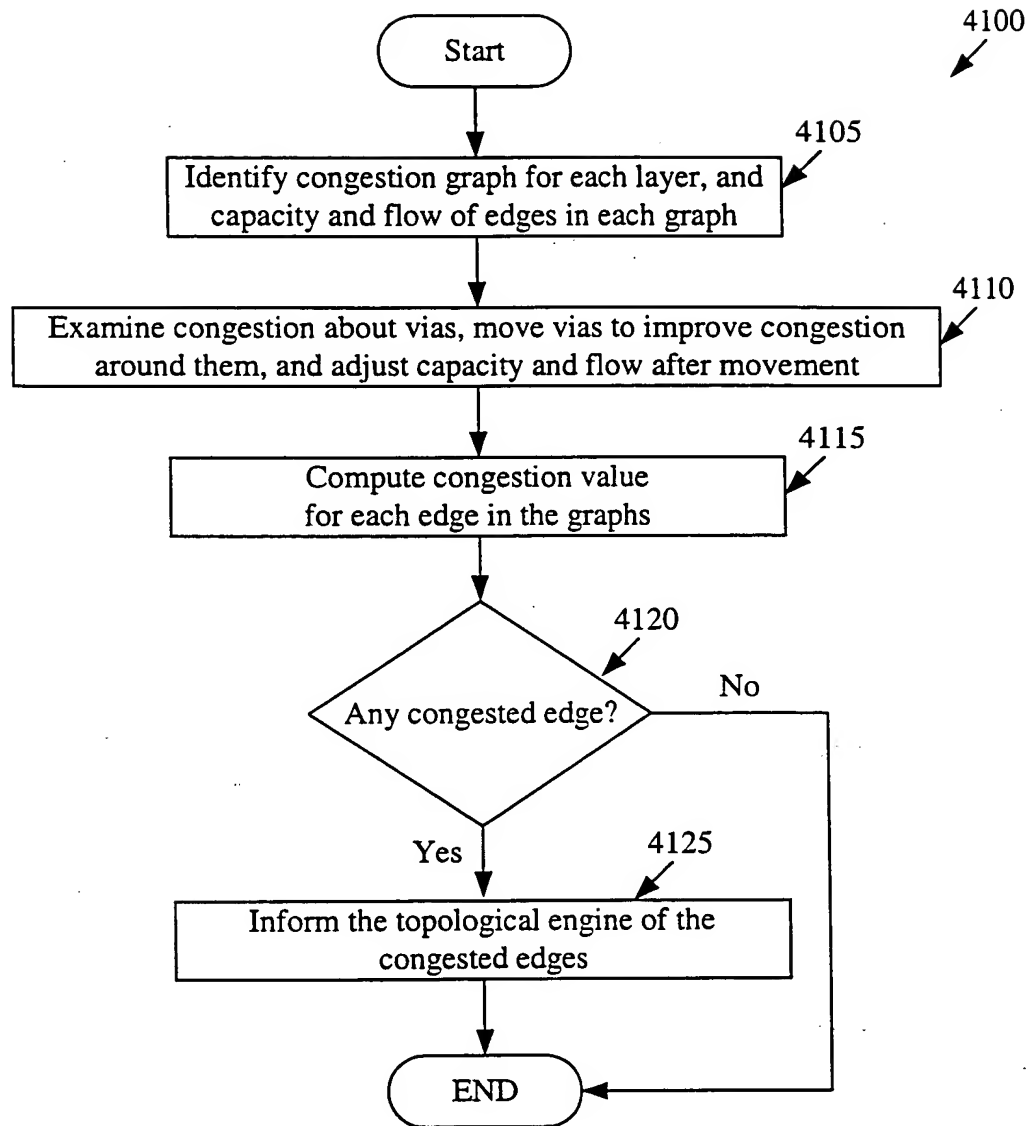 4100
Start
4105
Identify congestion graph for each layer, and
capacity and flow of edges in each graph
4110
Examine congestion about vias, move vias to improve congestion
around them, and adjust capacity and flow after movement
4115
Compute congestion value
for each edge in the graphs
4120
Any congested edge?
No
Yes
4125
Inform the topological engine of the
congested edges
END